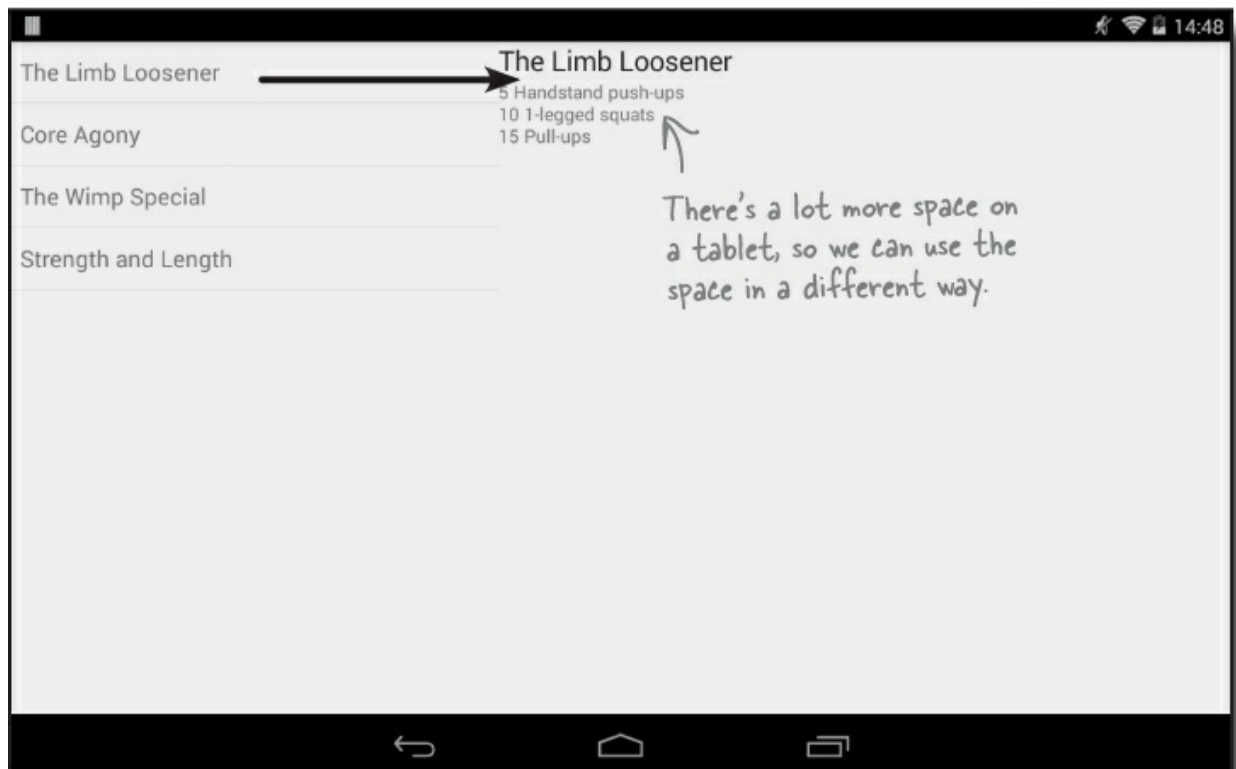 14:48
The Limb Loosener
Core Agony
The Wimp Special
Strength and Length
The Limb Loosener
5 Handstand push-ups
10 1-legged squats
15 Pull-ups
There's a lot more space on
a tablet, so we can use the
space in a different way.